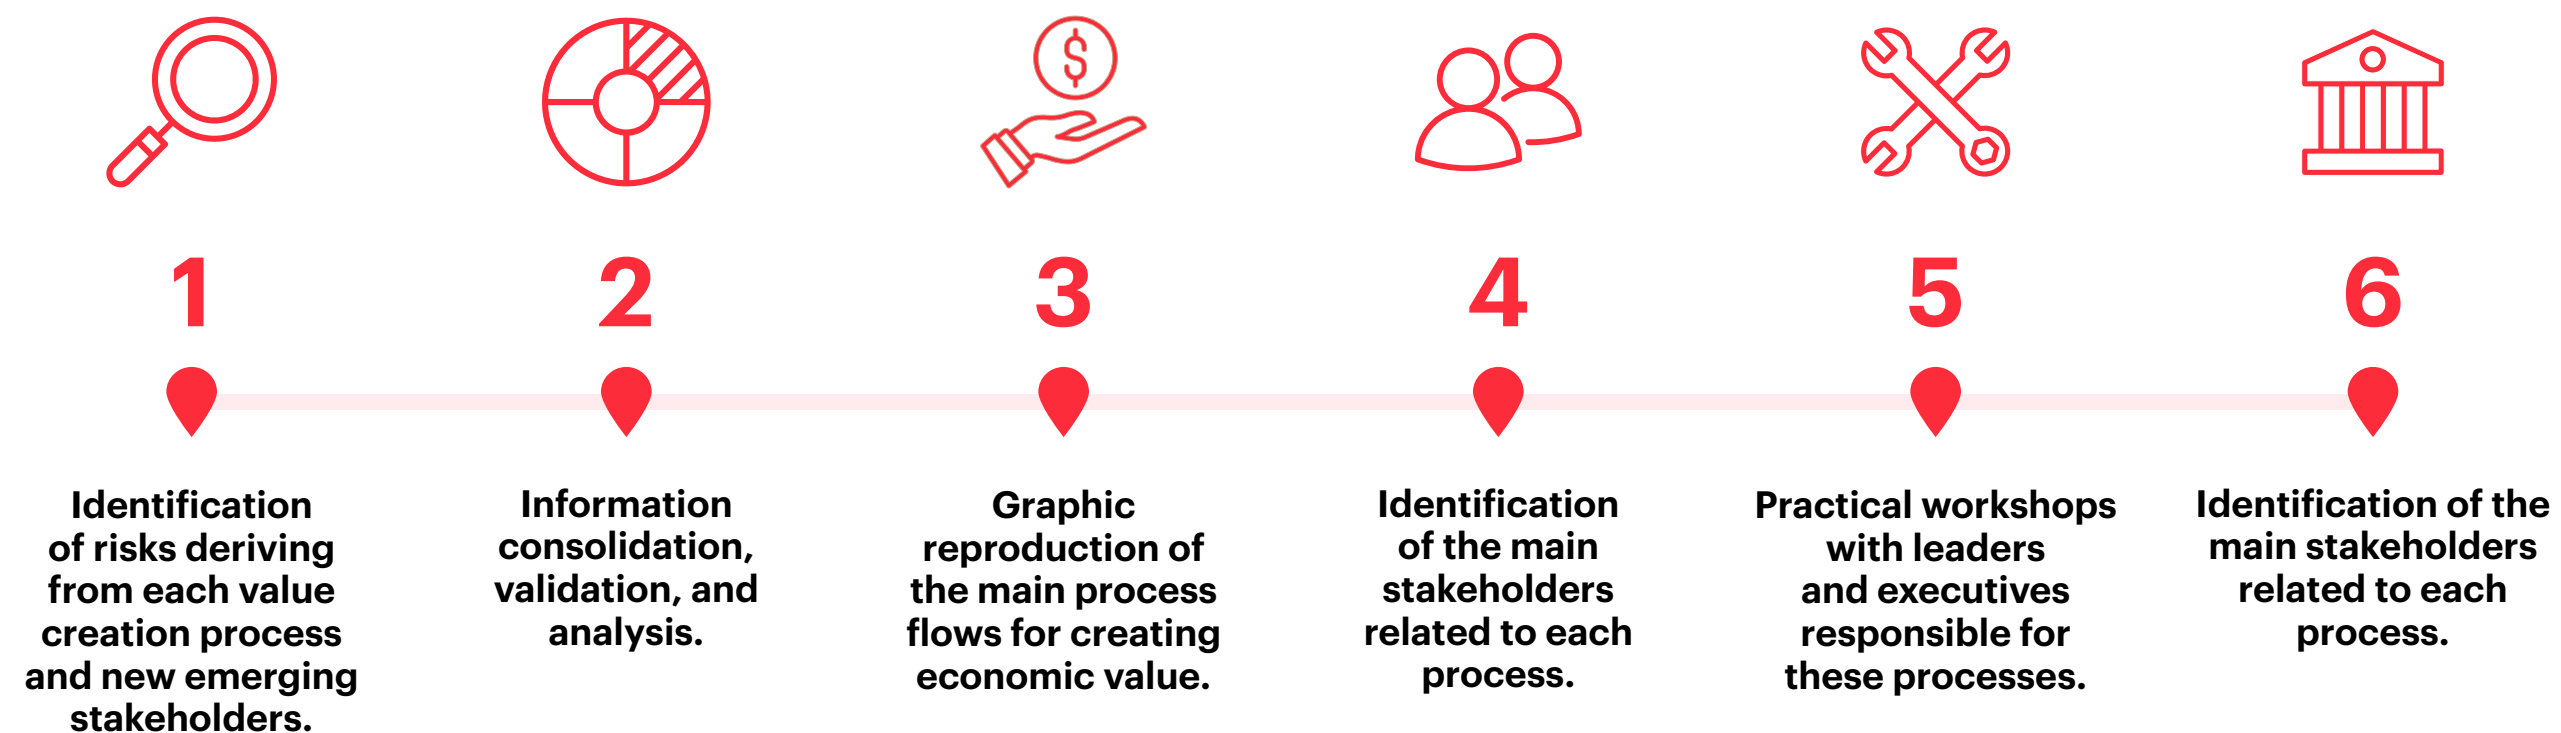 $
1
2
3
4
5
6
Identification
of risks deriving
from each value
creation process
and new emerging
stakeholders.
Information
consolidation,
validation, and
analysis.
Graphic
reproduction of
the main process
flows for creating
economic value.
Identification
of the main
stakeholders
related to each
process.
Practical workshops
with leaders
and executives
responsible for
these processes.
Identification of the
main stakeholders
related to each
process.